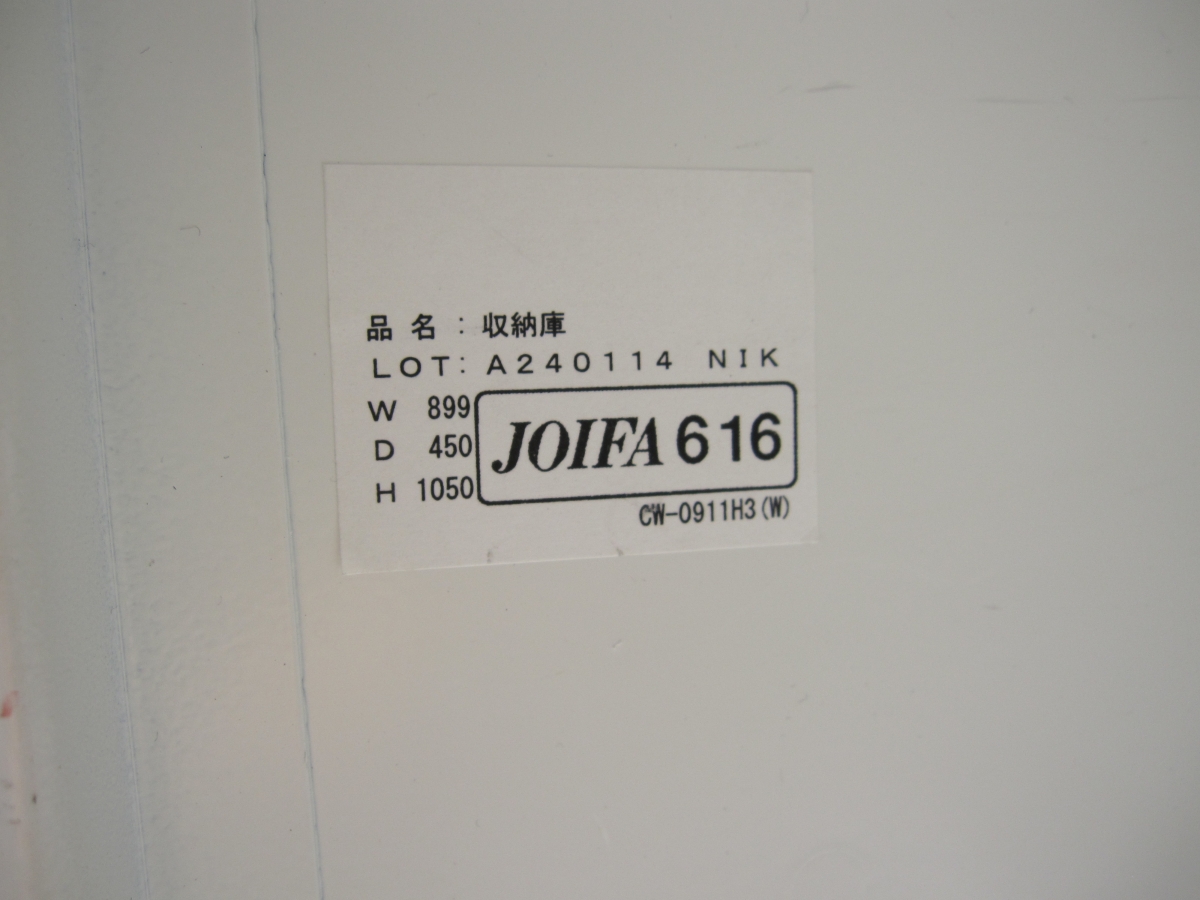 品 名 : 収納庫
LOT: A240114 NIK
W 899
D 450
H 1050
JOIFA 616
CW-0911H3(W)